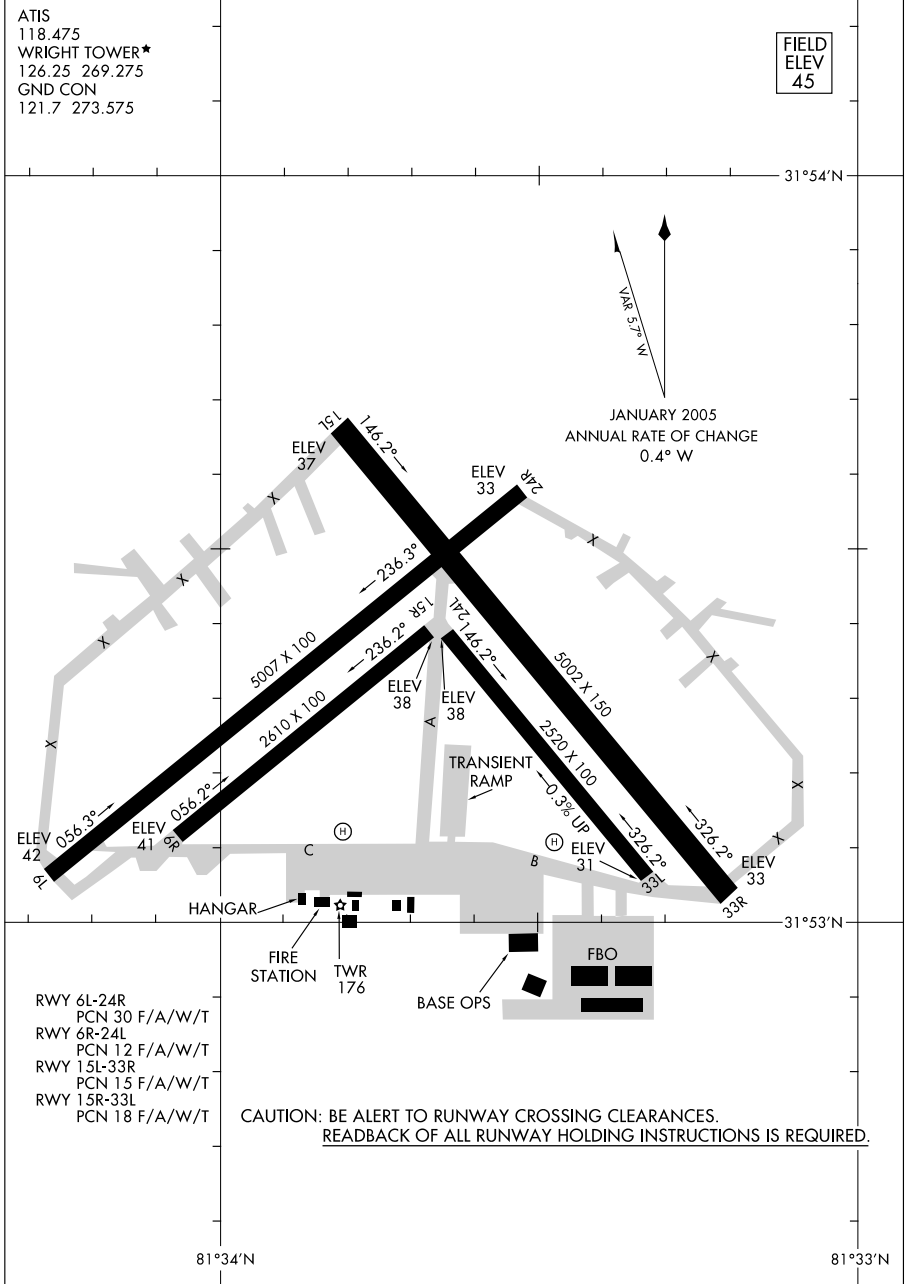 ATIS
118.475
WRIGHT TOWER★
126.25 269.275
GND CON
121.7 273.575
FIELD
ELEV
45
31°54'N
VAR 5.7° W
JANUARY 2005
ANNUAL RATE OF CHANGE
0.4° W
15L
146.2°
ELEV
37
ELEV
33
24R
X
X
236.3°
X
X
5007 X 100
15R
24L
236.2°
146.2°
5002 X 150
X
ELEV
38
ELEV
38
2610 X 100
A
2520 X 100
X
TRANSIENT
RAMP
0.3% UP
X
056.3°
056.2°
ELEV
42
6L
ELEV
41
6R
H
C
H
B
ELEV
31
326.2°
326.2°
X
33L
ELEV
33
33R
HANGAR
31°53'N
FIRE
STATION
TWR
176
BASE OPS
FBO
RWY 6L-24R
PCN 30 F/A/W/T
RWY 6R-24L
PCN 12 F/A/W/T
RWY 15L-33R
PCN 15 F/A/W/T
RWY 15R-33L
PCN 18 F/A/W/T
CAUTION: BE ALERT TO RUNWAY CROSSING CLEARANCES.
READBACK OF ALL RUNWAY HOLDING INSTRUCTIONS IS REQUIRED.
81°34'N
81°33'N